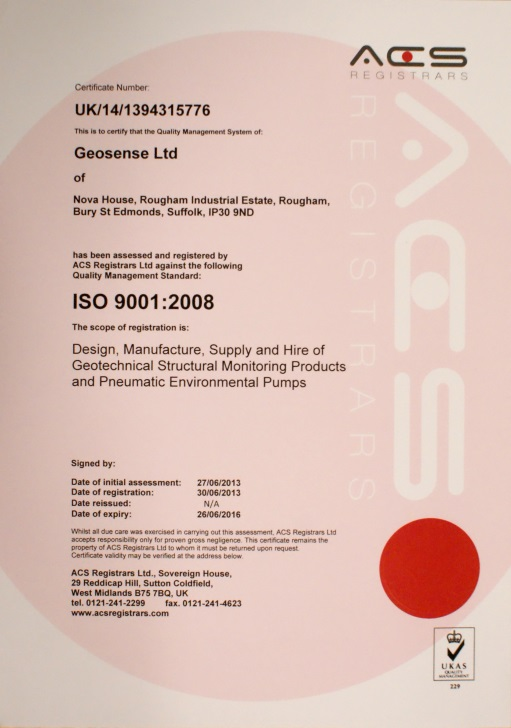 ACS
REGISTRARS
Certificate Number:
UK/14/1394315776
This is to certify that the Quality Management System of:
Geosense Ltd
of
Nova House, Rougham Industrial Estate, Rougham,
Bury St Edmonds, Suffolk, IP30 9ND
has been assessed and registered by
ACS Registrars Ltd against the following
Quality Management Standard:
ISO 9001:2008
The scope of registration is:
Design, Manufacture, Supply and Hire of
Geotechnical Structural Monitoring Products
and Pneumatic Environmental Pumps
ACS
REGISTRARS
Signed by:
Date of initial assessment: 27/06/2013
Date of registration: 30/06/2013
Date reissued: N/A
Date of expiry: 26/06/2016
Whilst all due care was exercised in carrying out this assessment, ACS Registrars Ltd
accepts responsibility only for proven gross negligence. This certificate remains the
property of ACS Registrars Ltd to whom it must be returned upon request.
Certificate validity may be verified at the address below.
ACS Registrars Ltd., Sovereign House,
29 Reddicap Hill, Sutton Coldfield,
West Midlands B75 7BQ, UK
tel. 0121-241-2299 fax. 0121-241-4623
www.acsregistrars.com
UKAS
QUALITY
MANAGEMENT
229